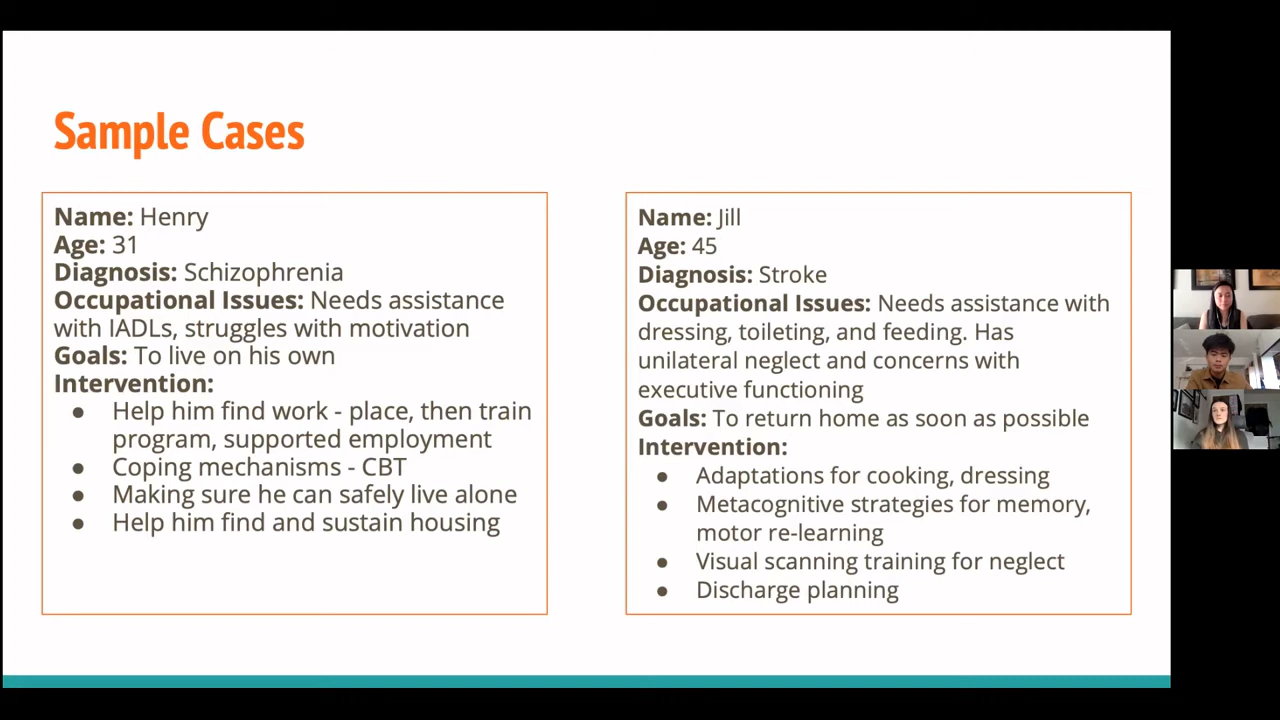 Sample Cases
Name: Henry
Age: 31
Diagnosis: Schizophrenia
Occupational Issues: Needs assistance
with IADLs, struggles with motivation
Goals: To live on his own
Intervention:
● Help him find work - place, then train
program, supported employment
● Coping mechanisms - CBT
● Making sure he can safely live alone
● Help him find and sustain housing
Name: Jill
Age: 45
Diagnosis: Stroke
Occupational Issues: Needs assistance with
dressing, toileting, and feeding. Has
unilateral neglect and concerns with
executive functioning
Goals: To return home as soon as possible
Intervention:
● Adaptations for cooking, dressing
● Metacognitive strategies for memory,
motor re-learning
● Visual scanning training for neglect
● Discharge planning